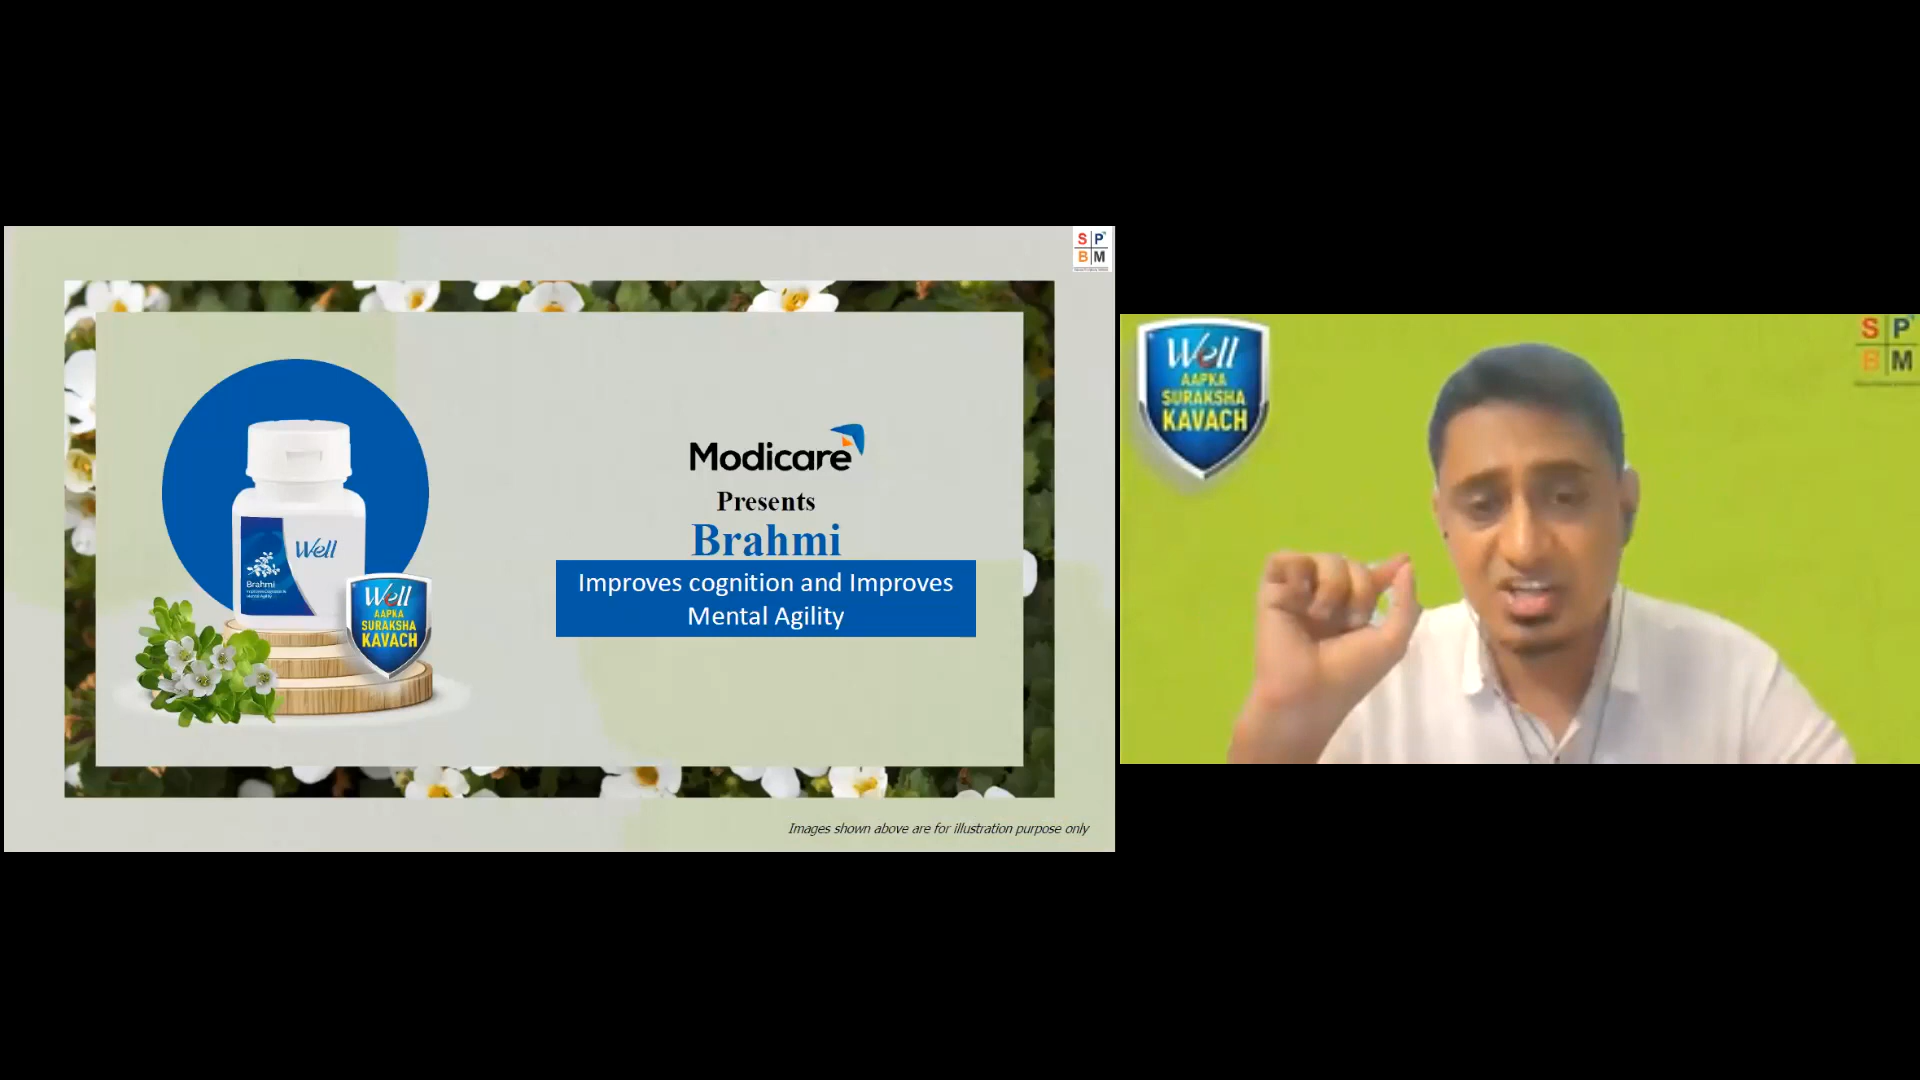 S P
B M
Modicare
Presents
Brahmi
Improves cognition and Improves
Mental Agility
Well
Brahmi
Well
AAPKA
SURAKSHA
KAVACH
Images shown above are for illustration purpose only
Well
AAPKA
SURAKSHA
KAVACH
S P
B M